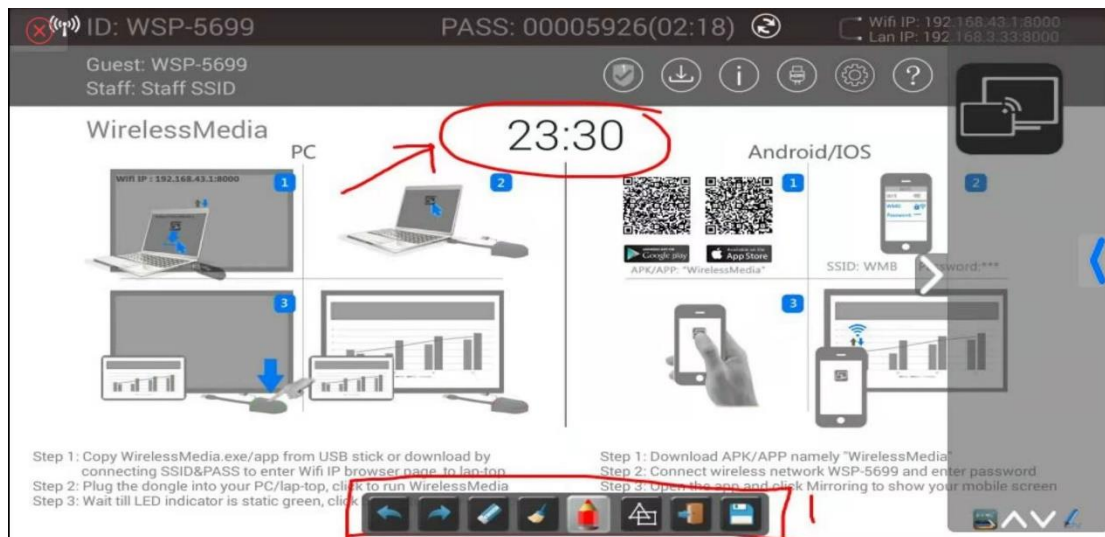 ID: WSP-5699
PASS: 00005926(02:18)
Wifi IP: 192.168.43.1:8000
Lan IP: 192.168.3.33:8000
Guest: WSP-5699
Staff: Staff SSID
WirelessMedia
23:30
PC
Android/IOS
Wifi IP : 192.168.43.1:8000
1
2
1
2
Google play
App Store
APK/APP: "WirelessMedia"
SSID: WMB
Password:***
3
3
Step 1: Copy WirelessMedia.exe/app from USB stick or download by
connecting SSID&PASS to enter Wifi IP browser page, to lap-top
Step 2: Plug the dongle into your PC/lap-top, click to run WirelessMedia
Step 3: Wait till LED indicator is static green, click
Step 1: Download APK/APP namely "WirelessMedia"
Step 2: Connect wireless network WSP-5699 and enter password
Step 3: Open the app and click Mirroring to show your mobile screen